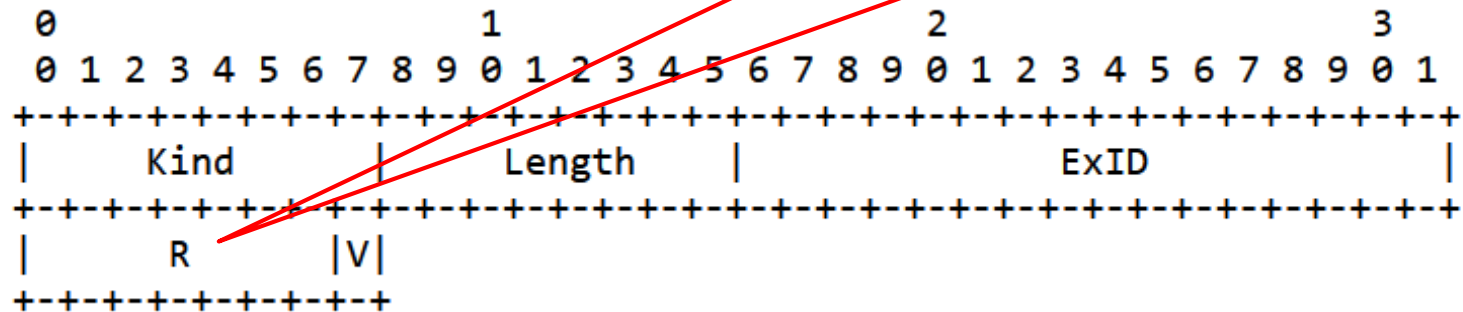 0                   1                   2                   3
 0 1 2 3 4 5 6 7 8 9 0 1 2 3 4 5 6 7 8 9 0 1 2 3 4 5 6 7 8 9 0 1
+-+-+-+-+-+-+-+-+-+-+-+-+-+-+-+-+-+-+-+-+-+-+-+-+-+-+-+-+-+-+-+-+
|     Kind      |     Length    |              ExID             |
+-+-+-+-+-+-+-+-+-+-+-+-+-+-+-+-+-+-+-+-+-+-+-+-+-+-+-+-+-+-+-+-+
|      R      |V|
+-+-+-+-+-+-+-+-+